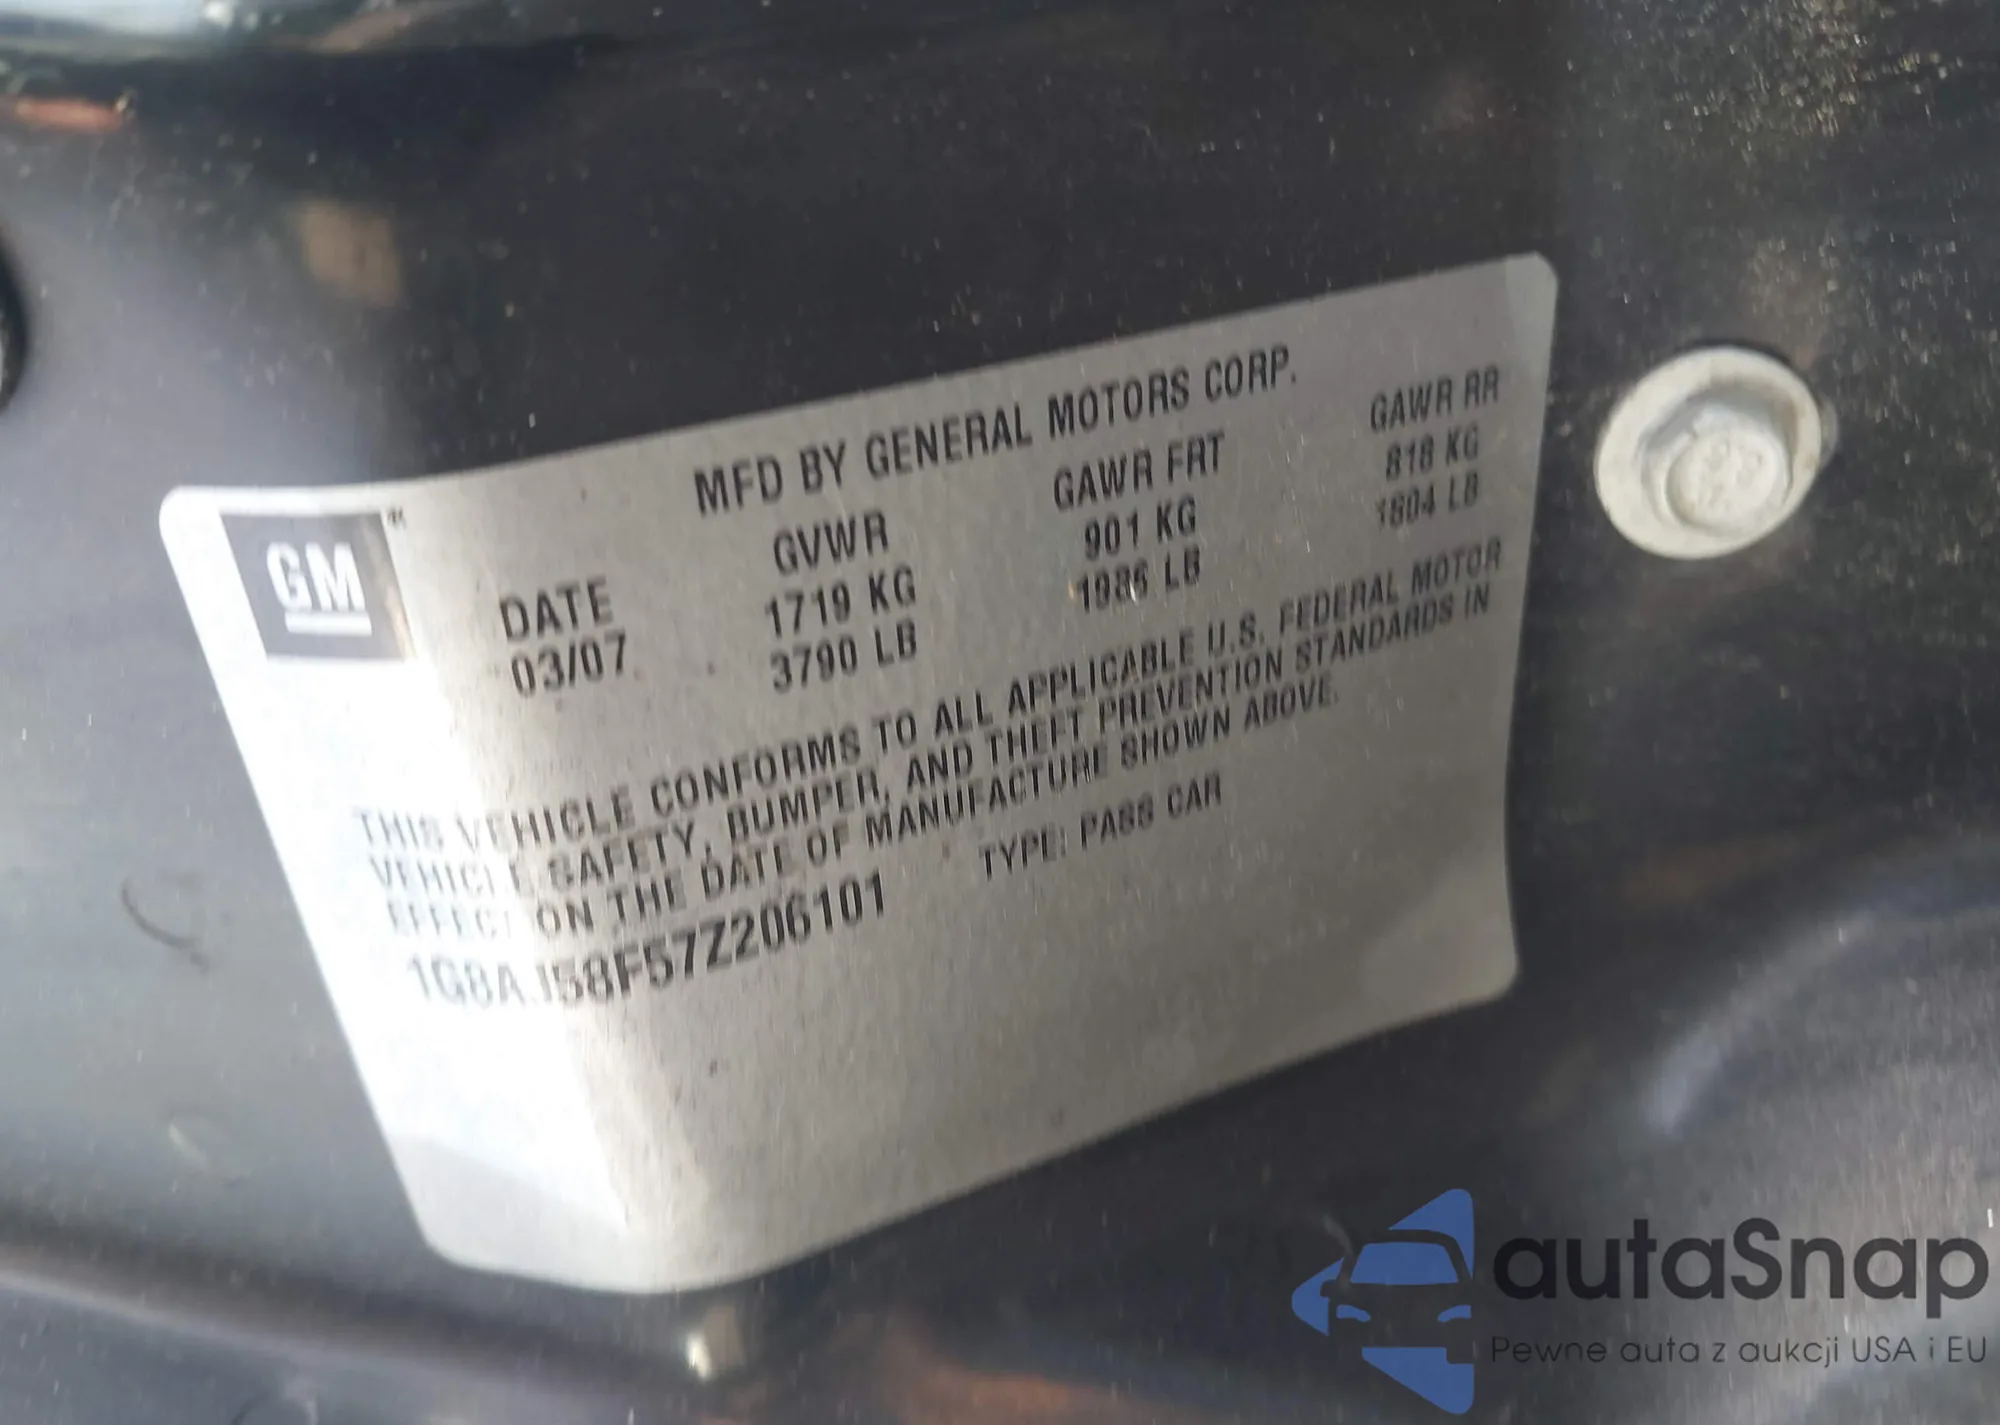 MFD BY GENERAL MOTORS CORP.
GM
DATE GVWR GAWR FRT GAWR RR
03/07 1719 KG 901 KG 818 KG
3790 LB 1986 LB 1804 LB
THIS VEHICLE CONFORMS TO ALL APPLICABLE U.S. FEDERAL MOTOR
VEHICLE SAFETY, BUMPER, AND THEFT PREVENTION STANDARDS IN
EFFECT ON THE DATE OF MANUFACTURE SHOWN ABOVE.
1G8AJ58F57Z206101 TYPE: PASS CAR
autaSnap
Pewne auta z aukcji USA i EU